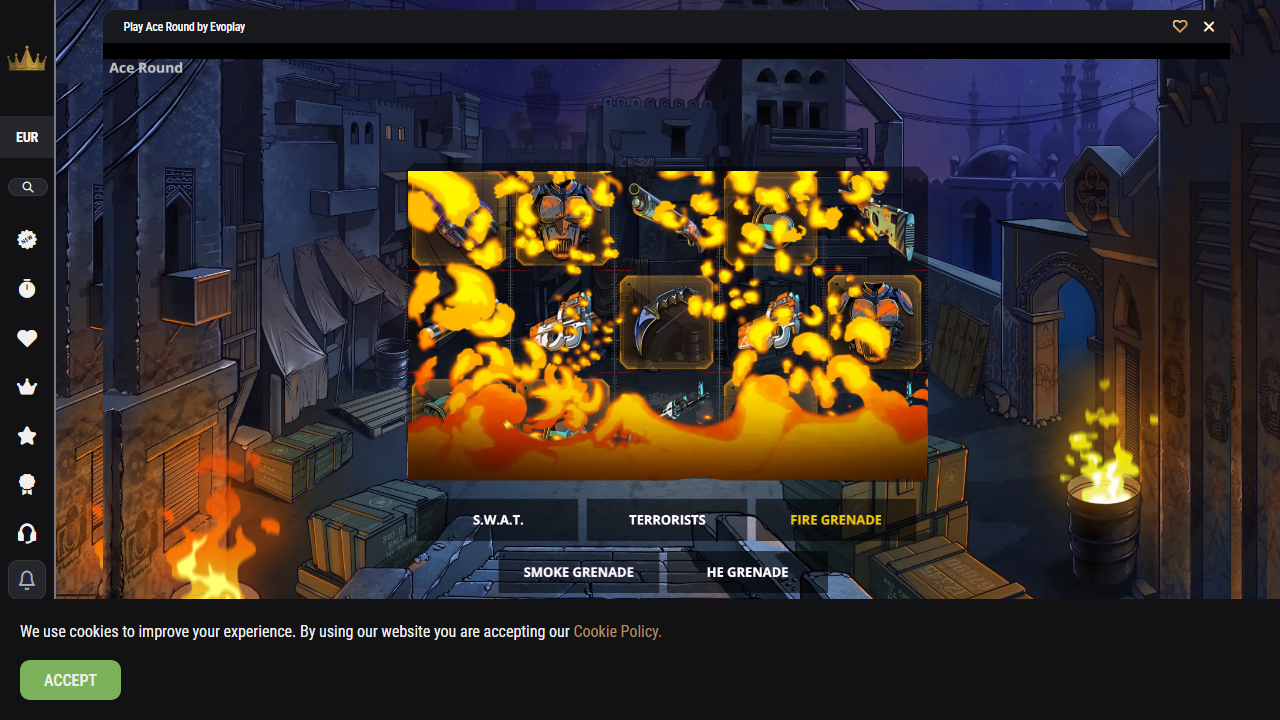 Play Ace Round by Evoplay
Ace Round
EUR
NEW
S.W.A.T.
TERRORISTS
FIRE GRENADE
SMOKE GRENADE
HE GRENADE
We use cookies to improve your experience. By using our website you are accepting our Cookie Policy.
ACCEPT